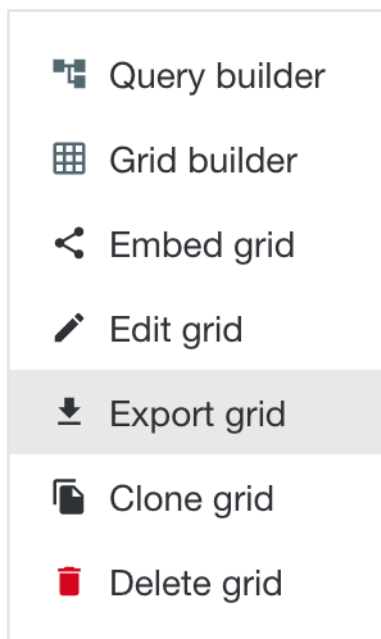 Query builder
Grid builder
Embed grid
Edit grid
Export grid
Clone grid
Delete grid